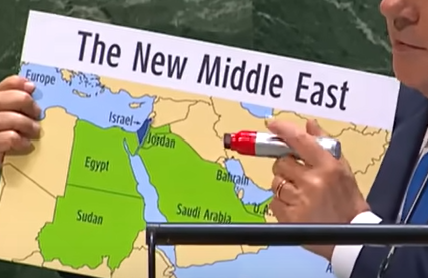 The New Middle East
Europe
Israel
Jordan
Egypt
Bahrain
Sudan
Saudi Arabia
U.A.